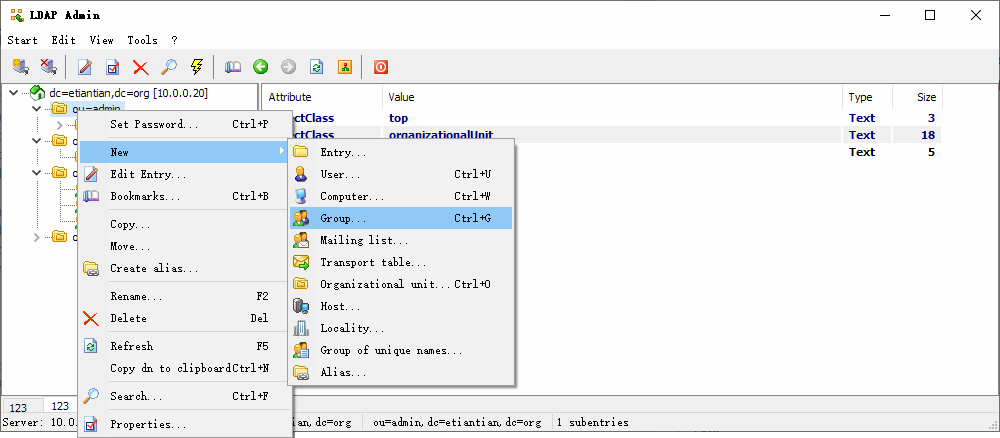 LDAP Admin
Start Edit View Tools ?
dc=etiantian,dc=org [10.0.0.20]
ou=admin
Attribute Value Type Size
ectClass top Text 3
ectClass organizationalUnit Text 18
Text 5
Set Password... Ctrl+P
New
Edit Entry...
Bookmarks... Ctrl+B
Copy...
Move...
Create alias...
Rename... F2
Delete Del
Refresh F5
Copy dn to clipboard Ctrl+N
Search... Ctrl+F
Properties...
Entry...
User... Ctrl+U
Computer... Ctrl+W
Group... Ctrl+G
Mailing list...
Transport table...
Organizational unit... Ctrl+O
Host...
Locality...
Group of unique names...
Alias...
123 123
Server: 10.0. ian,dc=org ou=admin,dc=etiantian,dc=org 1 subentries